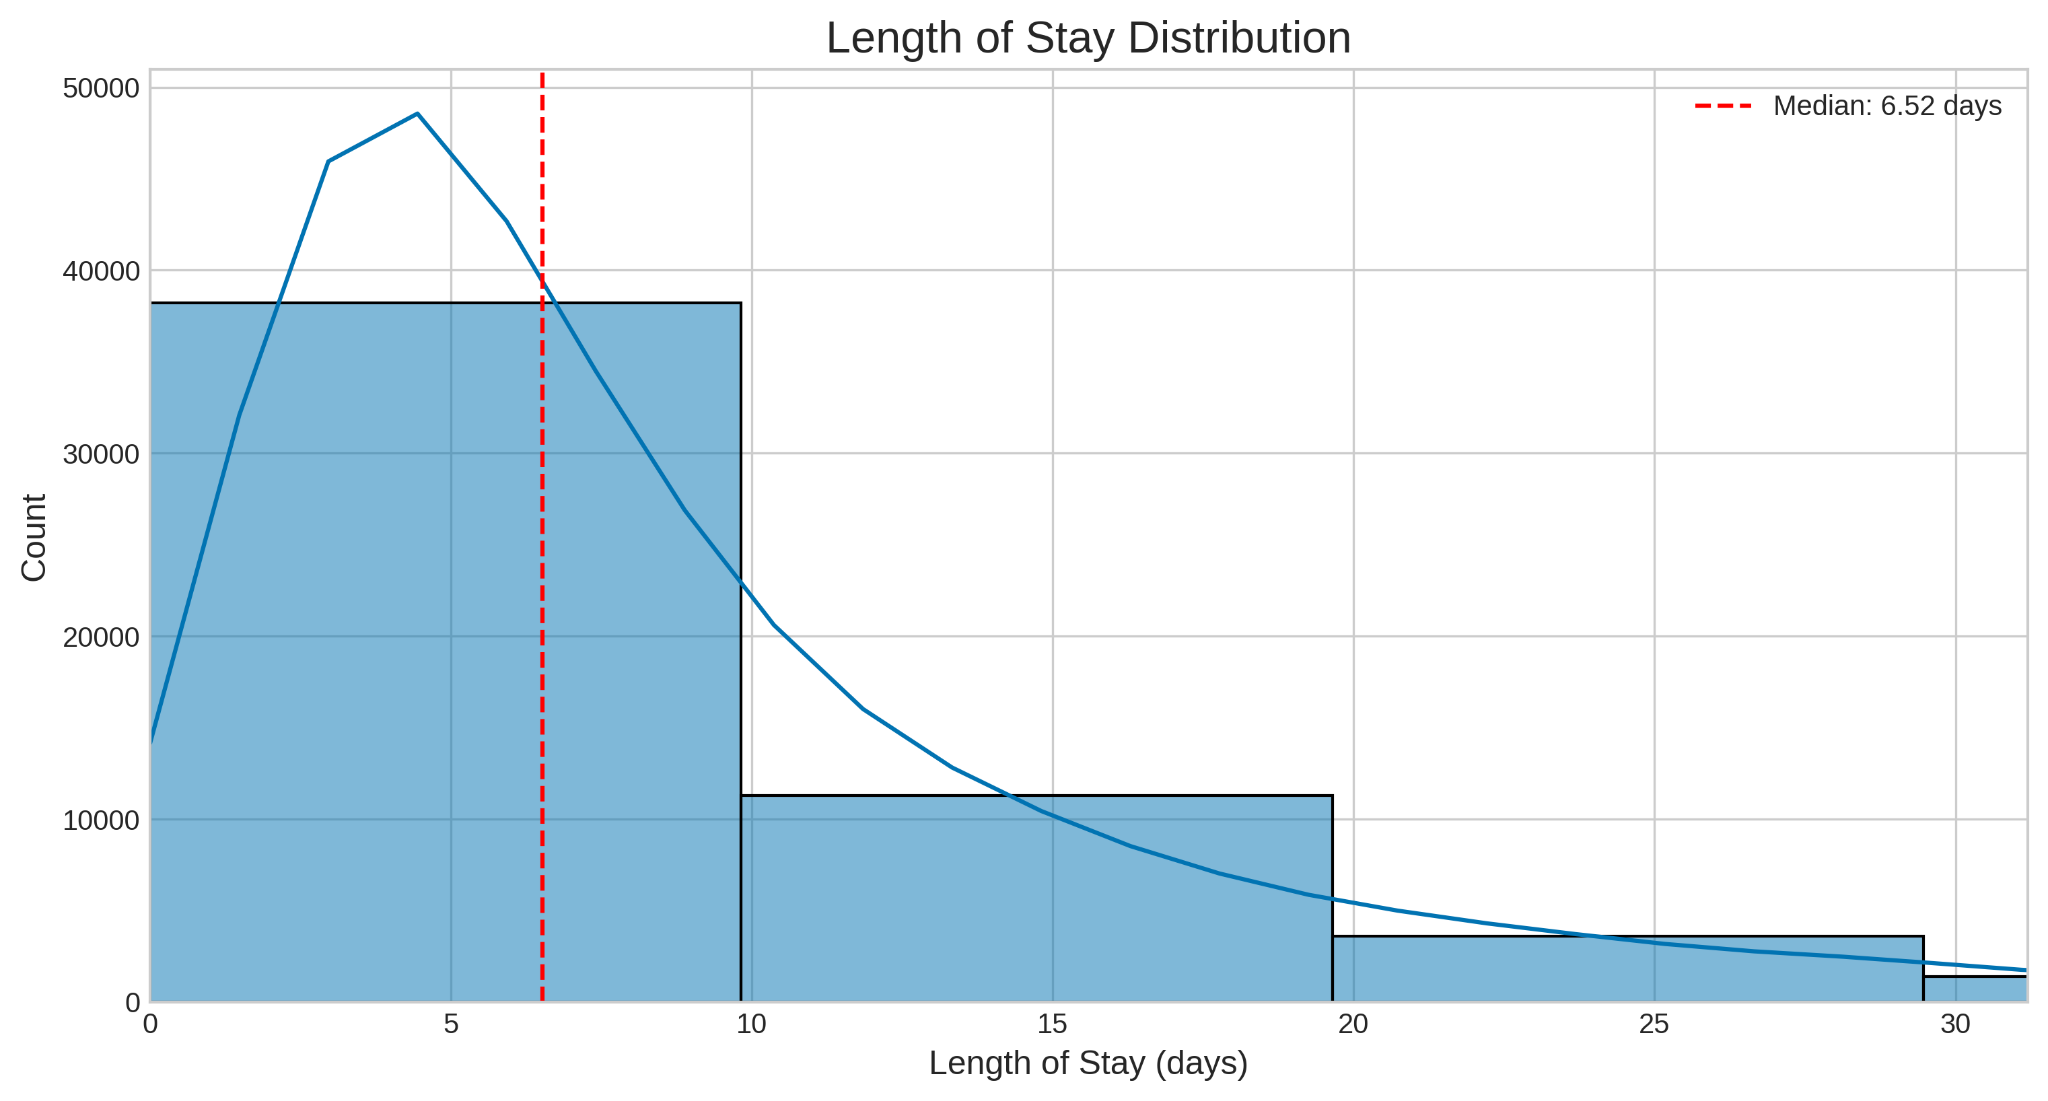 Length of Stay Distribution
Median: 6.52 days
Count
50000
40000
30000
20000
10000
0
0 5 10 15 20 25 30
Length of Stay (days)